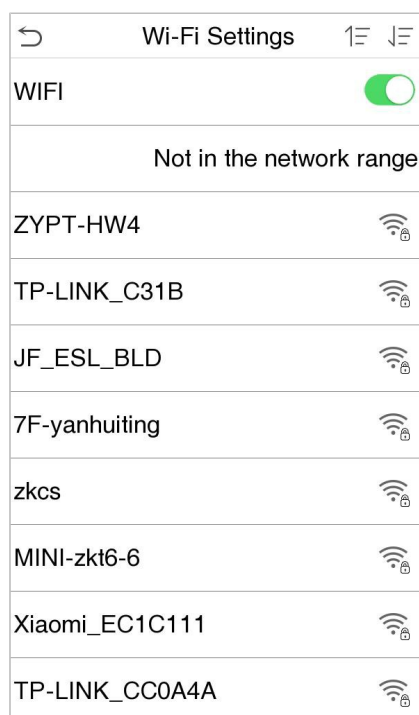 Wi-Fi Settings
WIFI
Not in the network range
ZYPT-HW4
TP-LINK_C31B
JF_ESL_BLD
7F-yanhuiting
zkcs
MINI-zkt6-6
Xiaomi_EC1C111
TP-LINK_CC0A4A